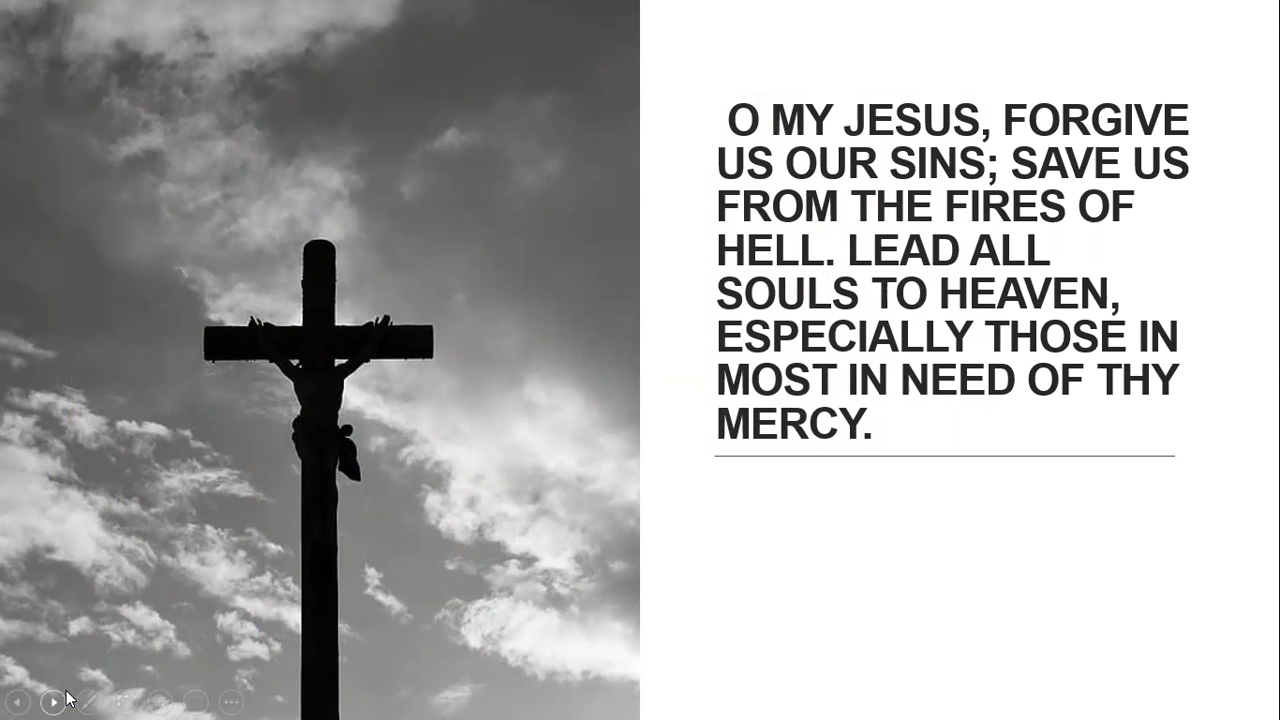 O MY JESUS, FORGIVE
US OUR SINS; SAVE US
FROM THE FIRES OF
HELL. LEAD ALL
SOULS TO HEAVEN,
ESPECIALLY THOSE IN
MOST IN NEED OF THY
MERCY.